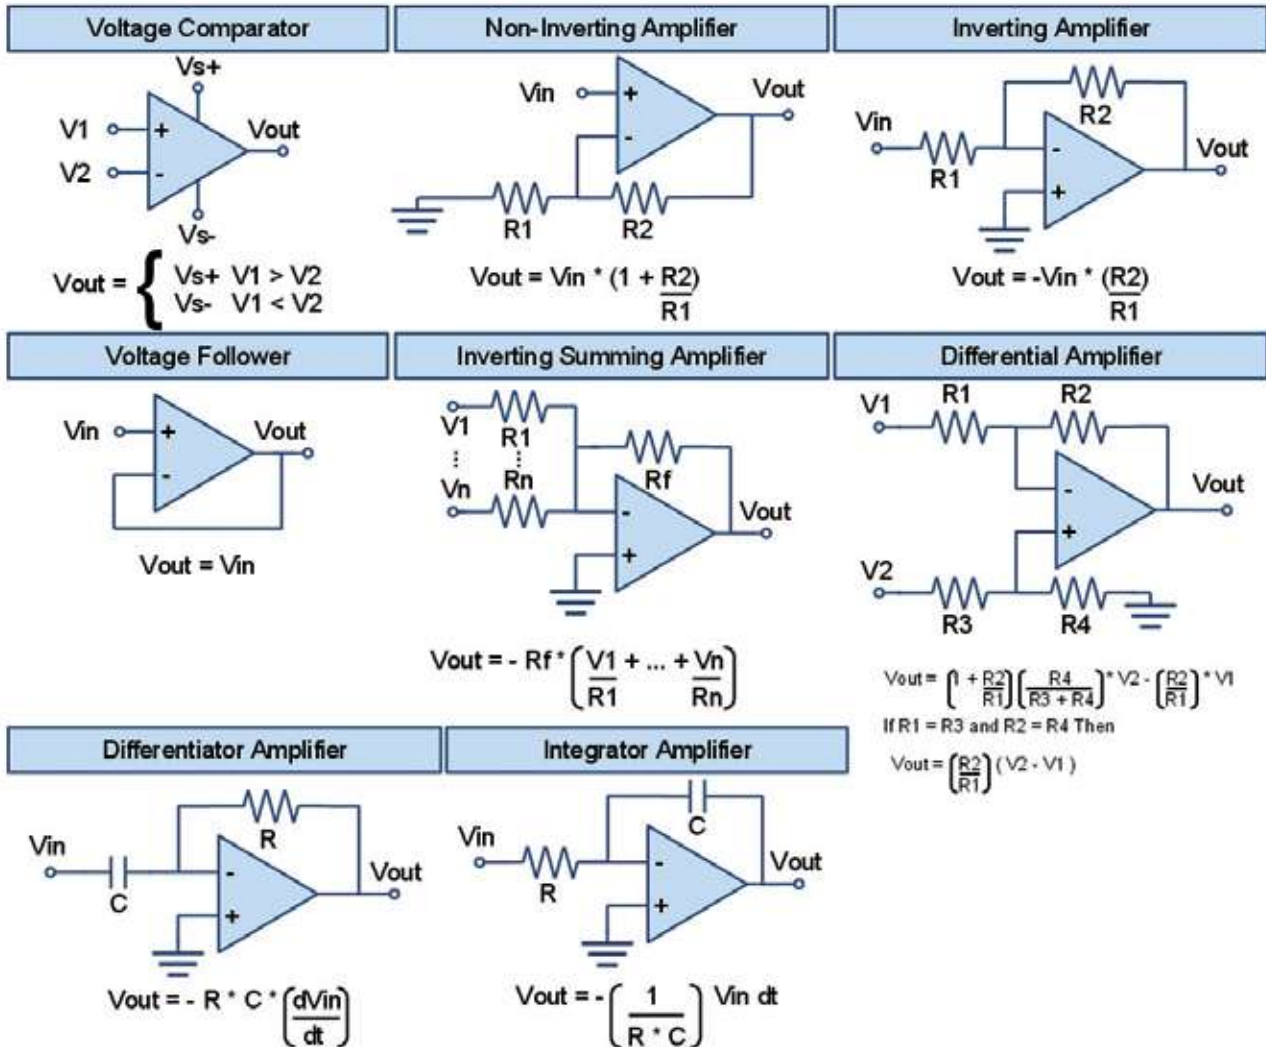 Voltage Comparator
Vs+
V1
+
Vout
V2
-
Vs-
Vout = { Vs+ V1 > V2
Vs- V1 < V2
Non-Inverting Amplifier
Vin
+
Vout
-
R1
R2
Vout = Vin * (1 + R2)
R1
Inverting Amplifier
R2
Vin
R1
-
Vout
+
Vout = -Vin * (R2)
R1
Voltage Follower
Vin
+
Vout
-
Vout = Vin
Inverting Summing Amplifier
V1
R1
Rf
Vn
Rn
-
Vout
+
Vout = - Rf * (V1 + ... + Vn)
R1 Rn
Differential Amplifier
V1
R1
R2
-
Vout
+
V2
R3
R4
Vout = (1 + R2) (R4) * V2 - (R2) * V1
R1 R3 + R4 R1
If R1 = R3 and R2 = R4 Then
Vout = (R2) ( V2 - V1 )
R1
Differentiator Amplifier
R
Vin
C
-
Vout
+
Vout = - R * C * (dVin)
dt
Integrator Amplifier
C
Vin
R
-
Vout
+
Vout = - ( 1 ) Vin dt
R * C